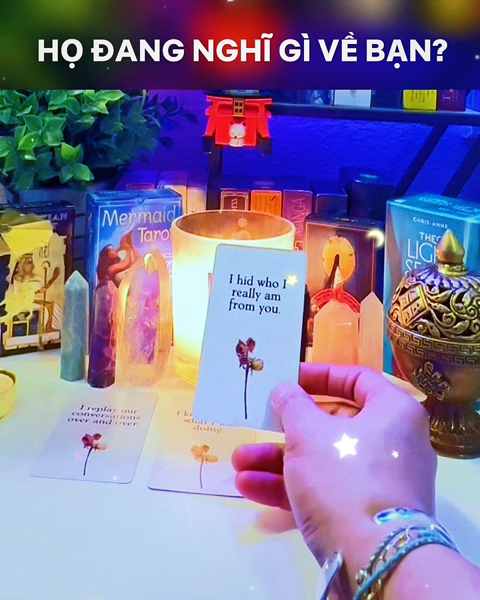 HỌ ĐANG NGHĨ GÌ VỀ BẠN?
Mermaid
Tarot
CHRIS-ANNE
THE
LIGHT
I hid who I
really am
from you.
I replay our
conversations
over and over